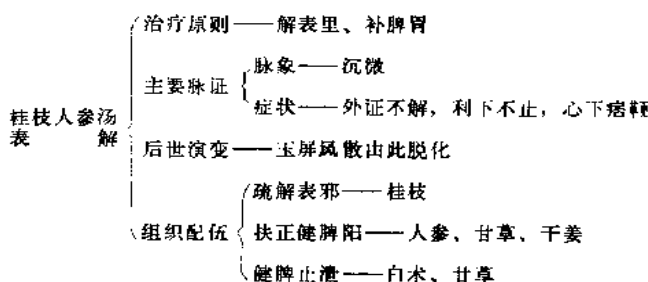 治疗原则——解表里、补脾胃
主要脉证
脉象——沉微
症状——外证不解，利下不止，心下痞鞕
桂枝人参汤
表 解
后世演变——玉屏风散由此脱化
组织配伍
疏解表邪——桂枝
扶正健脾阳——人参、甘草、干姜
健脾止泄——白术、甘草